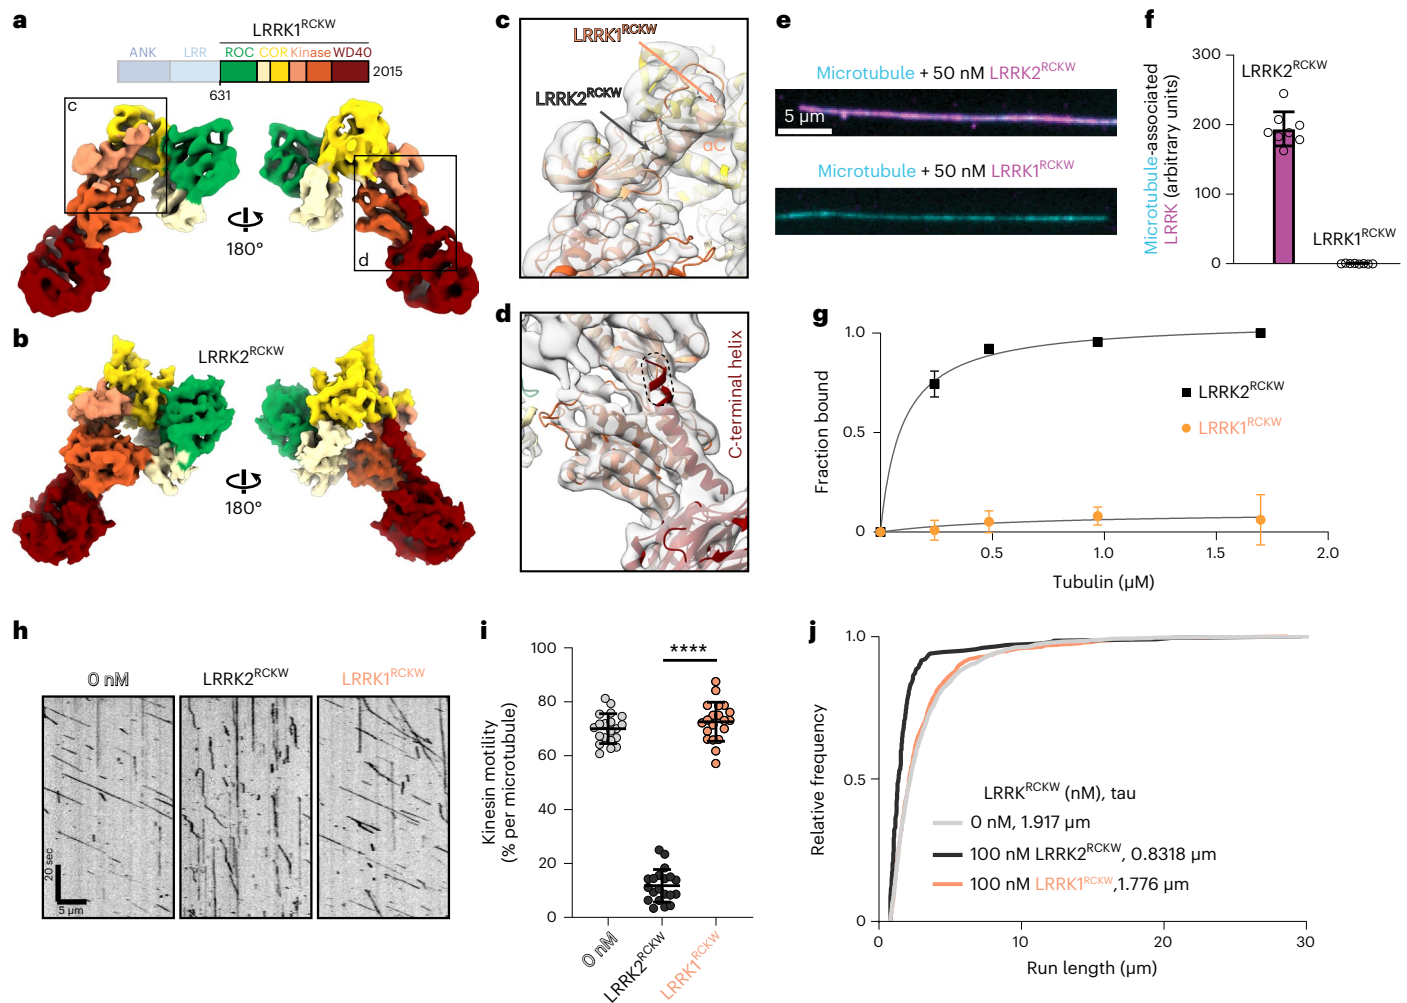 a
LRRK1RCKW
ANK LRR ROC COR Kinase WD40
2015
631
c
d
180°
b
LRRK2RCKW
180°
c
LRRK1RCKW
LRRK2RCKW
αC
d
C-terminal helix
e
Microtubule + 50 nM LRRK2RCKW
5 μm
Microtubule + 50 nM LRRK1RCKW
f
Microtubule-associated
LRRK (arbitrary units)
300
200
100
0
LRRK2RCKW
LRRK1RCKW
g
Fraction bound
1.0
0.5
0
0.5 1.0 1.5 2.0
Tubulin (μM)
LRRK2RCKW
LRRK1RCKW
h
0 nM LRRK2RCKW LRRK1RCKW
20 sec
5 μm
i
Kinesin motility
(% per microtubule)
100
80
60
40
20
0
****
0 nM
LRRK2RCKW
LRRK1RCKW
j
Relative frequency
1.0
0.5
0
LRRKRCKW (nM), tau
0 nM, 1.917 μm
100 nM LRRK2RCKW, 0.8318 μm
100 nM LRRK1RCKW,1.776 μm
0 10 20 30
Run length (μm)